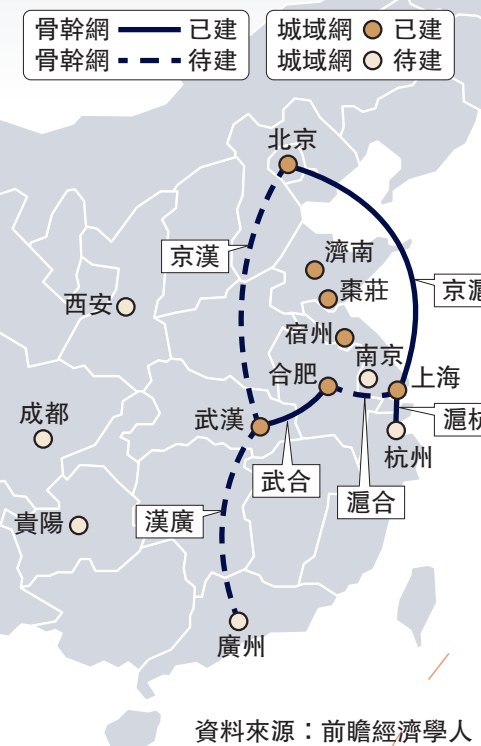 骨幹網 已建
骨幹網 待建
城域網 已建
城域網 待建
北京
京漢
濟南
棗莊
京滬
西安
宿州
南京
合肥
上海
成都
武漢
滬杭
杭州
武合
滬合
貴陽
漢廣
廣州
資料來源：前瞻經濟學人